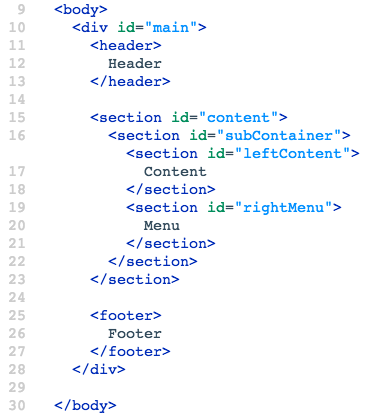 9 <body>
10 <div id="main">
11 <header>
12 Header
13 </header>
14
15 <section id="content">
16 <section id="subContainer">
<section id="leftContent">
17 Content
18 </section>
19 <section id="rightMenu">
20 Menu
21 </section>
22 </section>
23 </section>
24
25 <footer>
26 Footer
27 </footer>
28 </div>
29
30 </body>